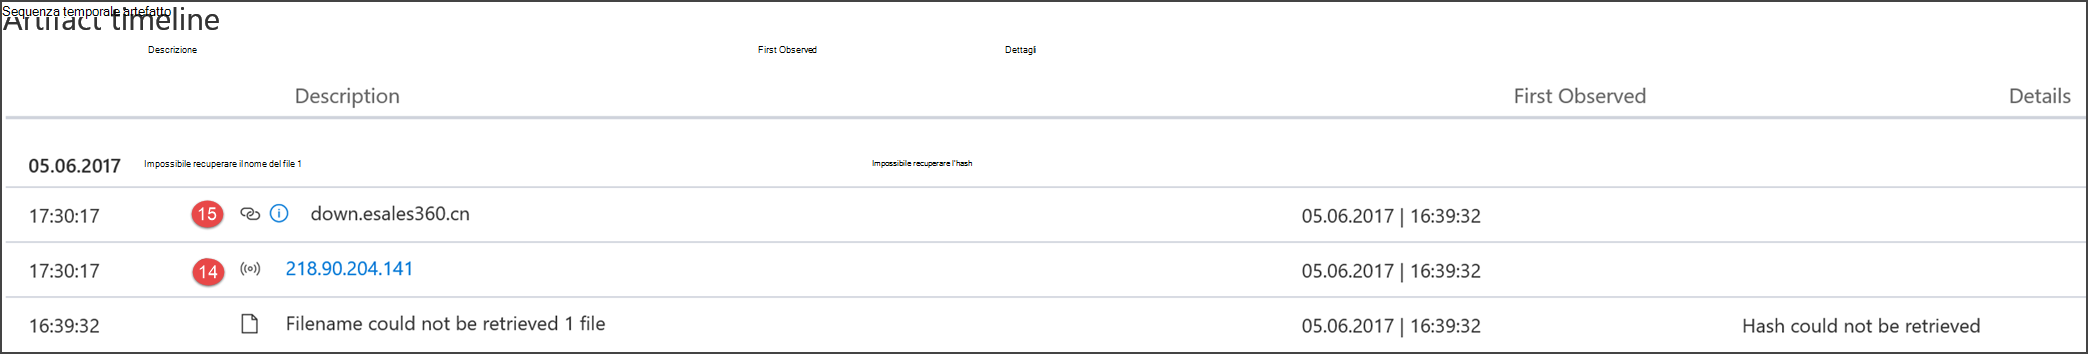 Sequenza temporale artefatto
Artifact timeline
Descrizione First Observed Dettagli
Description First Observed Details
05.06.2017 Impossibile recuperare il nome del file 1 Impossibile recuperare l'hash
17:30:17 15 down.esales360.cn 05.06.2017 | 16:39:32
17:30:17 14 218.90.204.141 05.06.2017 | 16:39:32
16:39:32 Filename could not be retrieved 1 file 05.06.2017 | 16:39:32 Hash could not be retrieved